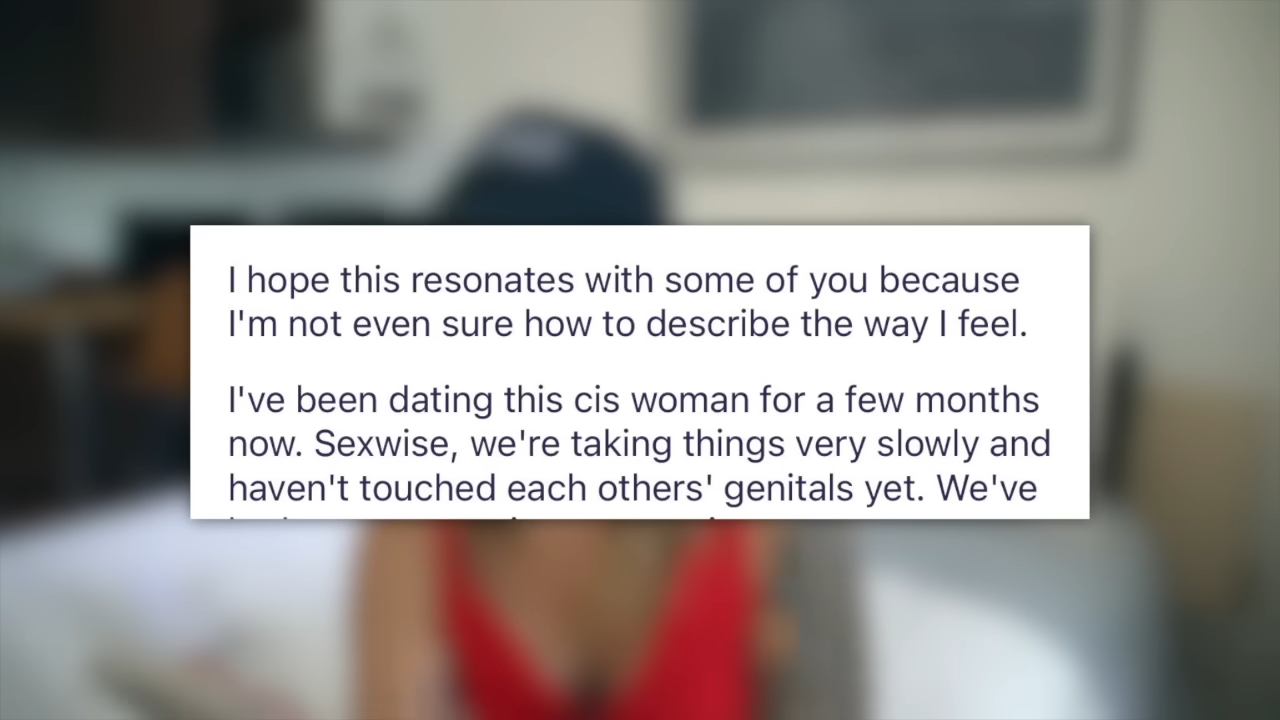 I hope this resonates with some of you because
I'm not even sure how to describe the way I feel.
I've been dating this cis woman for a few months
now. Sexwise, we're taking things very slowly and
haven't touched each others' genitals yet. We've